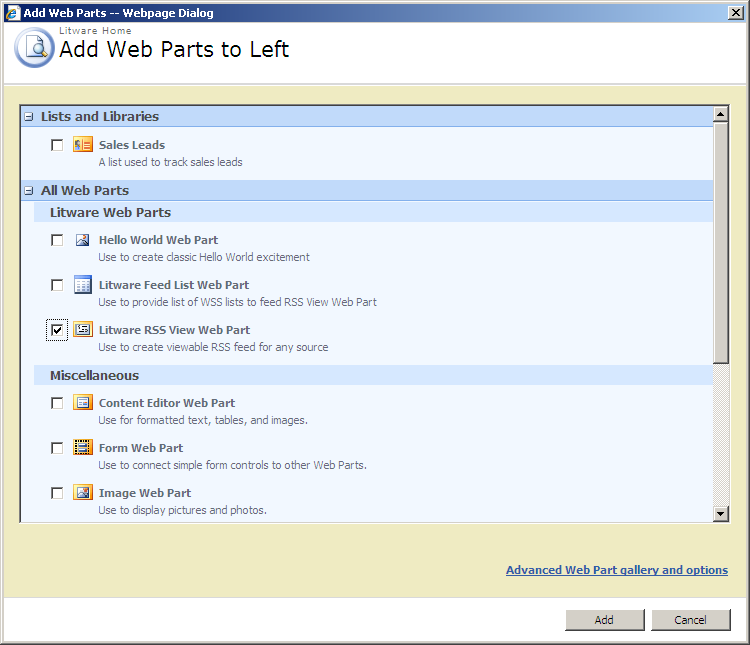 Add Web Parts -- Webpage Dialog
Litware Home
Add Web Parts to Left
Lists and Libraries
Sales Leads
A list used to track sales leads
All Web Parts
Litware Web Parts
Hello World Web Part
Use to create classic Hello World excitement
Litware Feed List Web Part
Use to provide list of WSS lists to feed RSS View Web Part
Litware RSS View Web Part
Use to create viewable RSS feed for any source
Miscellaneous
Content Editor Web Part
Use for formatted text, tables, and images.
Form Web Part
Use to connect simple form controls to other Web Parts.
Image Web Part
Use to display pictures and photos.
Advanced Web Part gallery and options
Add Cancel